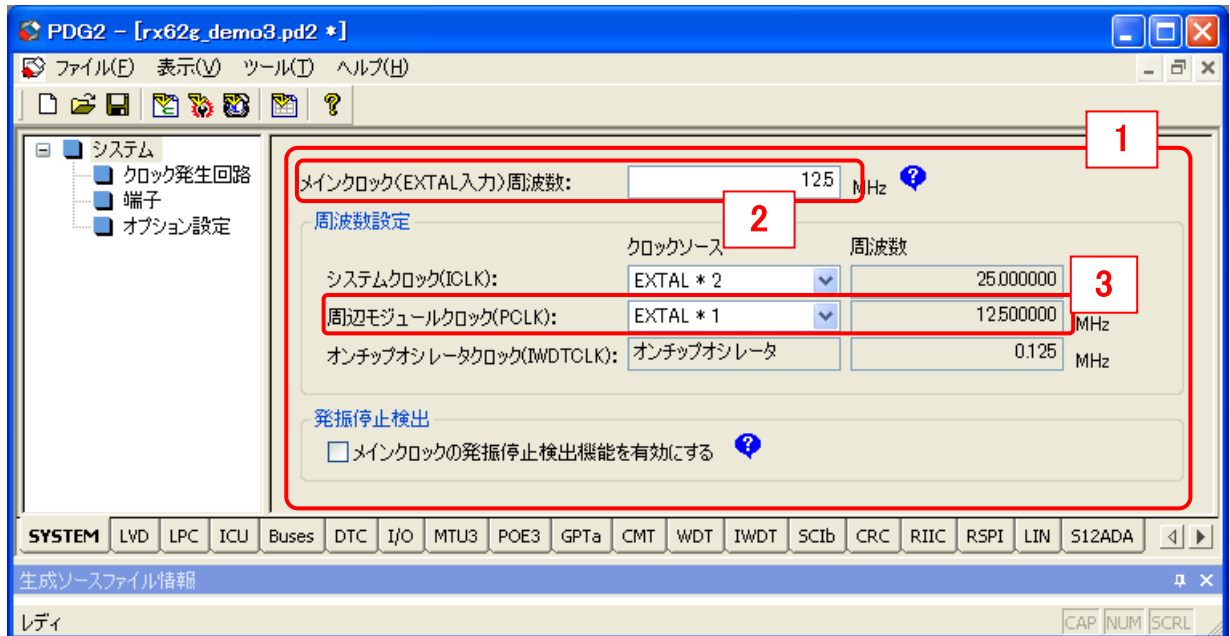 PDG2 - [rx62g_demo3.pd2 *]
ファイル(F) 表示(V) ツール(T) ヘルプ(H)
システム
クロック発生回路
端子
オプション設定
1
メインクロック(EXTAL入力)周波数: 12.5 MHz
2
周波数設定
クロックソース 周波数
システムクロック(ICLK): EXTAL * 2 25.000000
3
周辺モジュールクロック(PCLK): EXTAL * 1 12.500000 MHz
オンチップオシレータクロック(IWDTCLK): オンチップオシレータ 0.125 MHz
発振停止検出
メインクロックの発振停止検出機能を有効にする
SYSTEM LVD LPC ICU Buses DTC I/O MTU3 POE3 GPTa CMT WDT IWDT SCIb CRC RIIC RSPI LIN S12ADA
生成ソースファイル情報
レディ CAP NUM SCRL